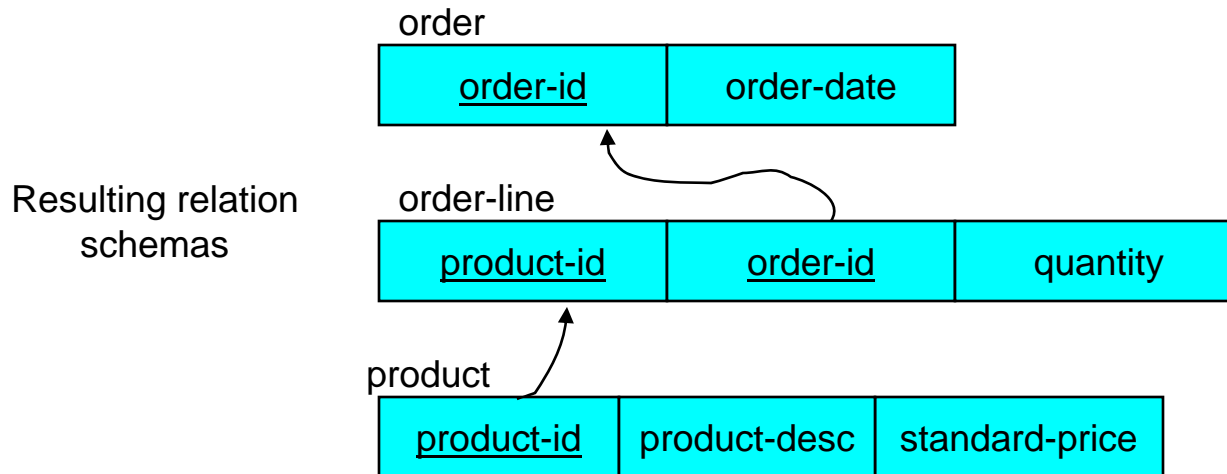 order
order-id order-date
Resulting relation
schemas
order-line
product-id order-id quantity
product
product-id product-desc standard-price